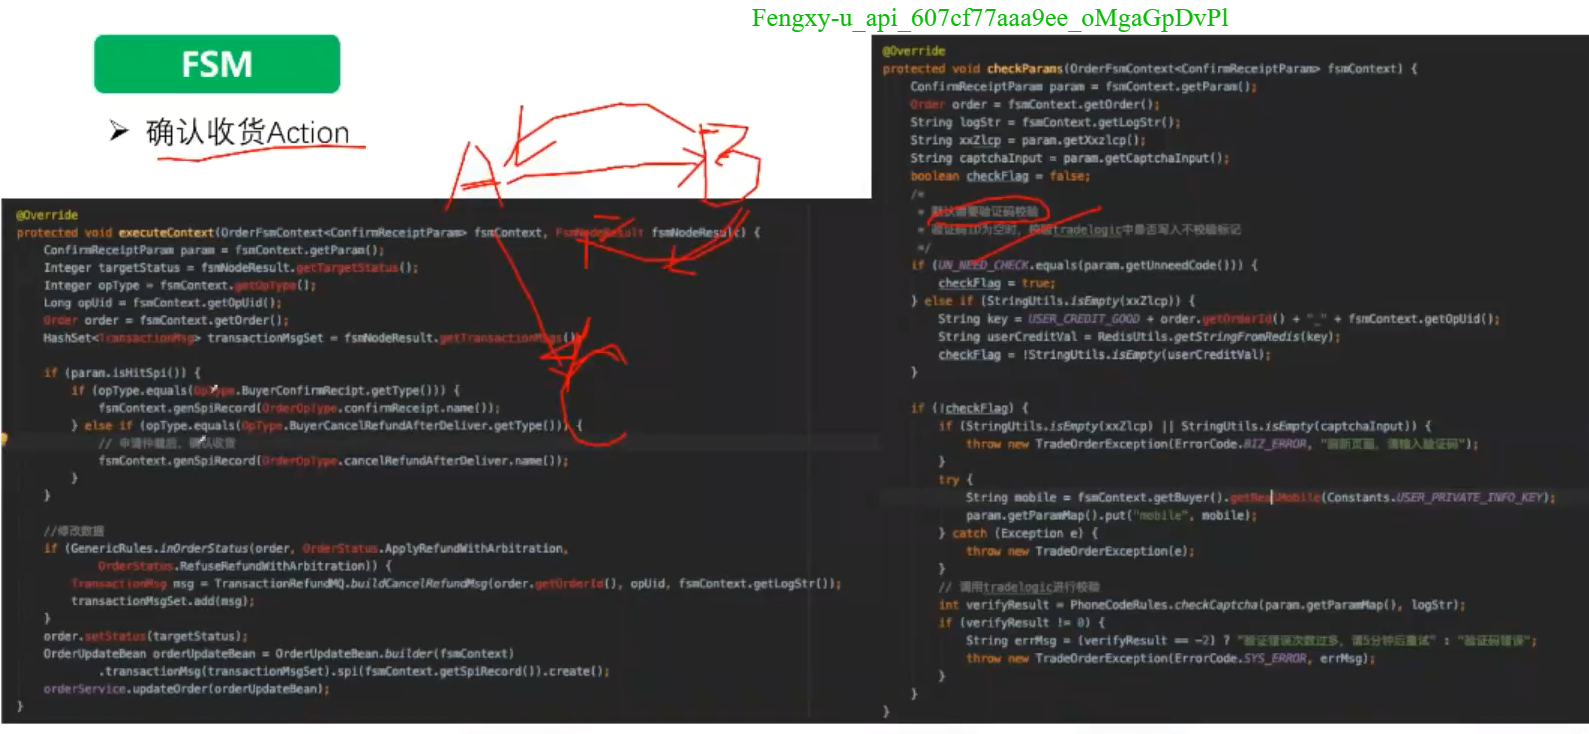 Fengxy-u_api_607cf77aaa9ee_oMgaGpDvPl
FSM
➤ 确认收货Action
A
B
C
@Override
protected void executeContext(OrderFsmContext<ConfirmReceiptParam> fsmContext, FsmNodeResult fsmNodeResult) {
ConfirmReceiptParam param = fsmContext.getParam();
Integer targetStatus = fsmNodeResult.getTargetStatus();
Integer opType = fsmContext.getOpType();
Long opUid = fsmContext.getOpUid();
Order order = fsmContext.getOrder();
HashSet<TransactionMsg> transactionMsgSet = fsmNodeResult.getTransactionMsgs();
if (param.isHitSpi()) {
if (opType.equals(OpType.BuyerConfirmRecipt.getType())) {
fsmContext.genSpiRecord(OrderOpType.confirmReceipt.name());
} else if (opType.equals(OpType.BuyerCancelRefundAfterDeliver.getType())) {
// 申请仲裁后，确认收货
fsmContext.genSpiRecord(OrderOpType.cancelRefundAfterDeliver.name());
}
}
//修改数据
if (GenericRules.inOrderStatus(order, OrderStatus.ApplyRefundWithArbitration,
OrderStatus.RefuseRefundWithArbitration)) {
TransactionMsg msg = TransactionRefundMQ.buildCancelRefundMsg(order.getOrderId(), opUid, fsmContext.getLogStr());
transactionMsgSet.add(msg);
}
order.setStatus(targetStatus);
OrderUpdateBean orderUpdateBean = OrderUpdateBean.builder(fsmContext)
.transactionMsg(transactionMsgSet).spi(fsmContext.getSpiRecord()).create();
orderService.updateOrder(orderUpdateBean);
}
@Override
protected void checkParams(OrderFsmContext<ConfirmReceiptParam> fsmContext) {
ConfirmReceiptParam param = fsmContext.getParam();
Order order = fsmContext.getOrder();
String logStr = fsmContext.getLogStr();
String xxZlcp = param.getXxzlcp();
String captchaInput = param.getCaptchaInput();
boolean checkFlag = false;
/*
* 默认需要验证码校验
* 验证码ID为空时，校验tradelogic中是否写入不校验标记
*/
if (UN_NEED_CHECK.equals(param.getUnneedCode())) {
checkFlag = true;
} else if (StringUtils.isEmpty(xxZlcp)) {
String key = USER_CREDIT_GOOD + order.getOrderId() + "_" + fsmContext.getOpUid();
String userCreditVal = RedisUtils.getStringFromRedis(key);
checkFlag = !StringUtils.isEmpty(userCreditVal);
}
if (!checkFlag) {
if (StringUtils.isEmpty(xxZlcp) || StringUtils.isEmpty(captchaInput)) {
throw new TradeOrderException(ErrorCode.BIZ_ERROR, "刷新页面，请输入验证码");
}
try {
String mobile = fsmContext.getBuyer().getRealMobile(Constants.USER_PRIVATE_INFO_KEY);
param.getParamMap().put("mobile", mobile);
} catch (Exception e) {
throw new TradeOrderException(e);
}
// 调用tradelogic进行校验
int verifyResult = PhoneCodeRules.checkCaptcha(param.getParamMap(), logStr);
if (verifyResult != 0) {
String errMsg = (verifyResult == -2) ? "验证错误次数过多，请5分钟后重试" : "验证码错误";
throw new TradeOrderException(ErrorCode.SYS_ERROR, errMsg);
}
}
}